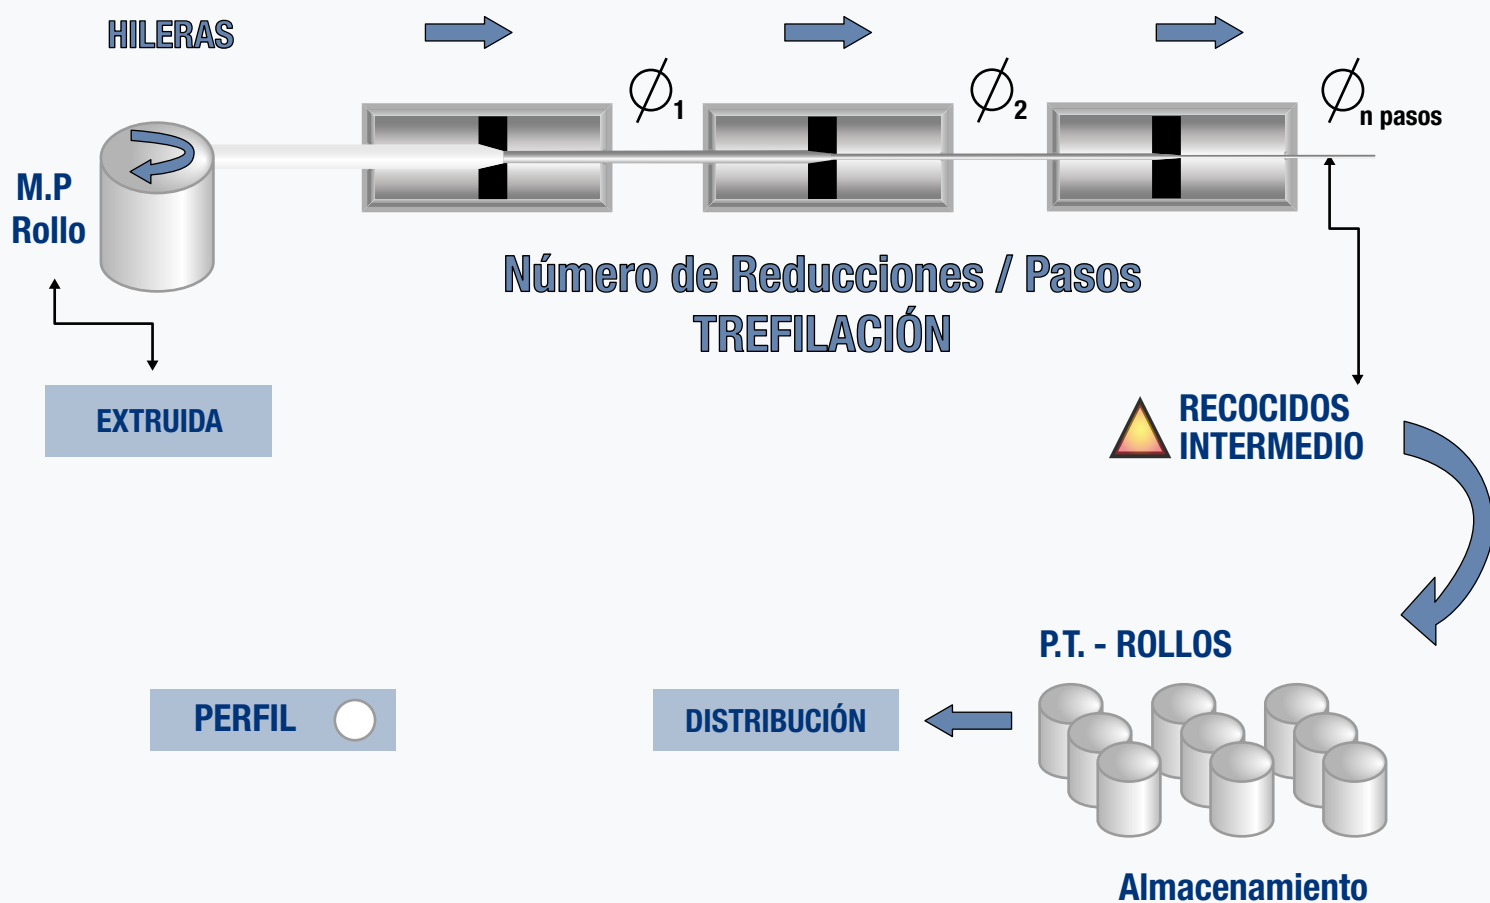 HILERAS
Ø1
Ø2
Øn pasos
M.P
Rollo
Número de Reducciones / Pasos
TREFILACIÓN
EXTRUIDA
RECOCIDOS
INTERMEDIO
P.T. - ROLLOS
PERFIL
DISTRIBUCIÓN
Almacenamiento